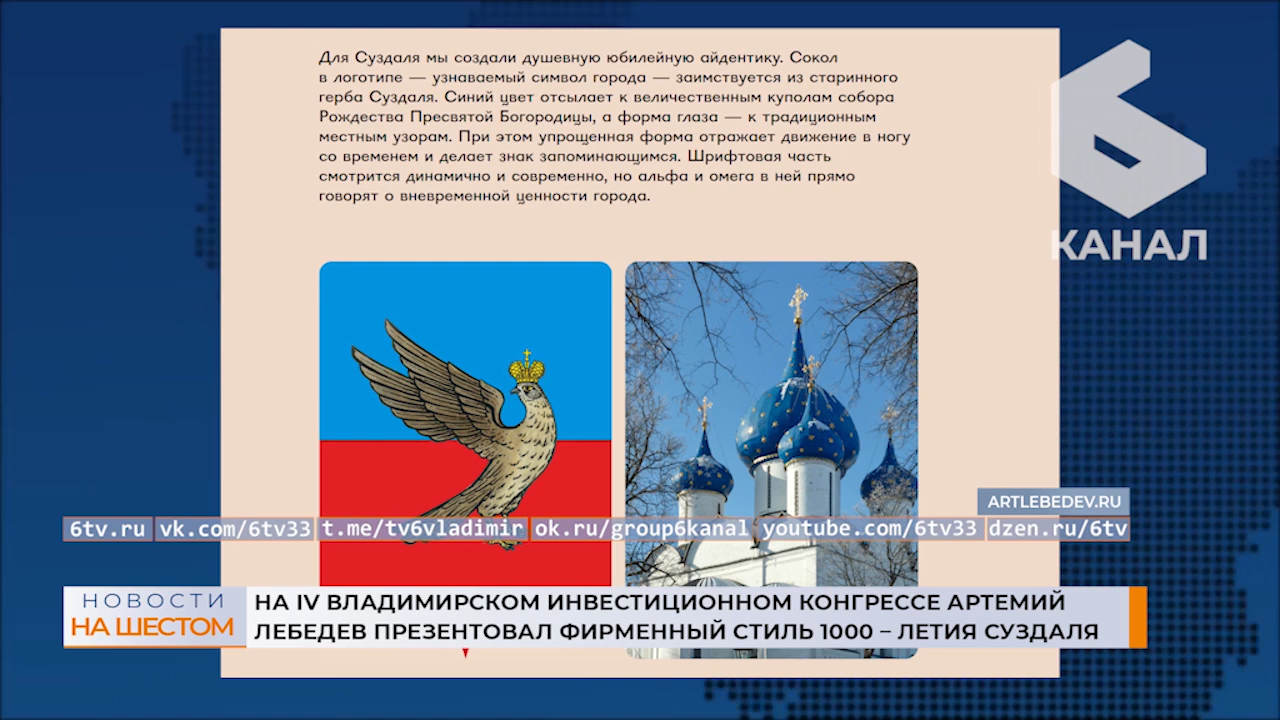 Для Суздаля мы создали душевную юбилейную айдентику. Сокол
в логотипе — узнаваемый символ города — заимствуется из старинного
герба Суздаля. Синий цвет отсылает к величественным куполам собора
Рождества Пресвятой Богородицы, а форма глаза — к традиционным
местным узорам. При этом упрощенная форма отражает движение в ногу
со временем и делает знак запоминающимся. Шрифтовая часть
смотрится динамично и современно, но альфа и омега в ней прямо
говорят о вневременной ценности города.
6
КАНАЛ
ARTLEBEDEV.RU
6tv.ru vk.com/6tv33 t.me/tv6vladimir ok.ru/group6kanal youtube.com/6tv33 dzen.ru/6tv
НОВОСТИ
НА ШЕСТОМ
НА IV ВЛАДИМИРСКОМ ИНВЕСТИЦИОННОМ КОНГРЕССЕ АРТЕМИЙ
ЛЕБЕДЕВ ПРЕЗЕНТОВАЛ ФИРМЕННЫЙ СТИЛЬ 1000 – ЛЕТИЯ СУЗДАЛЯ